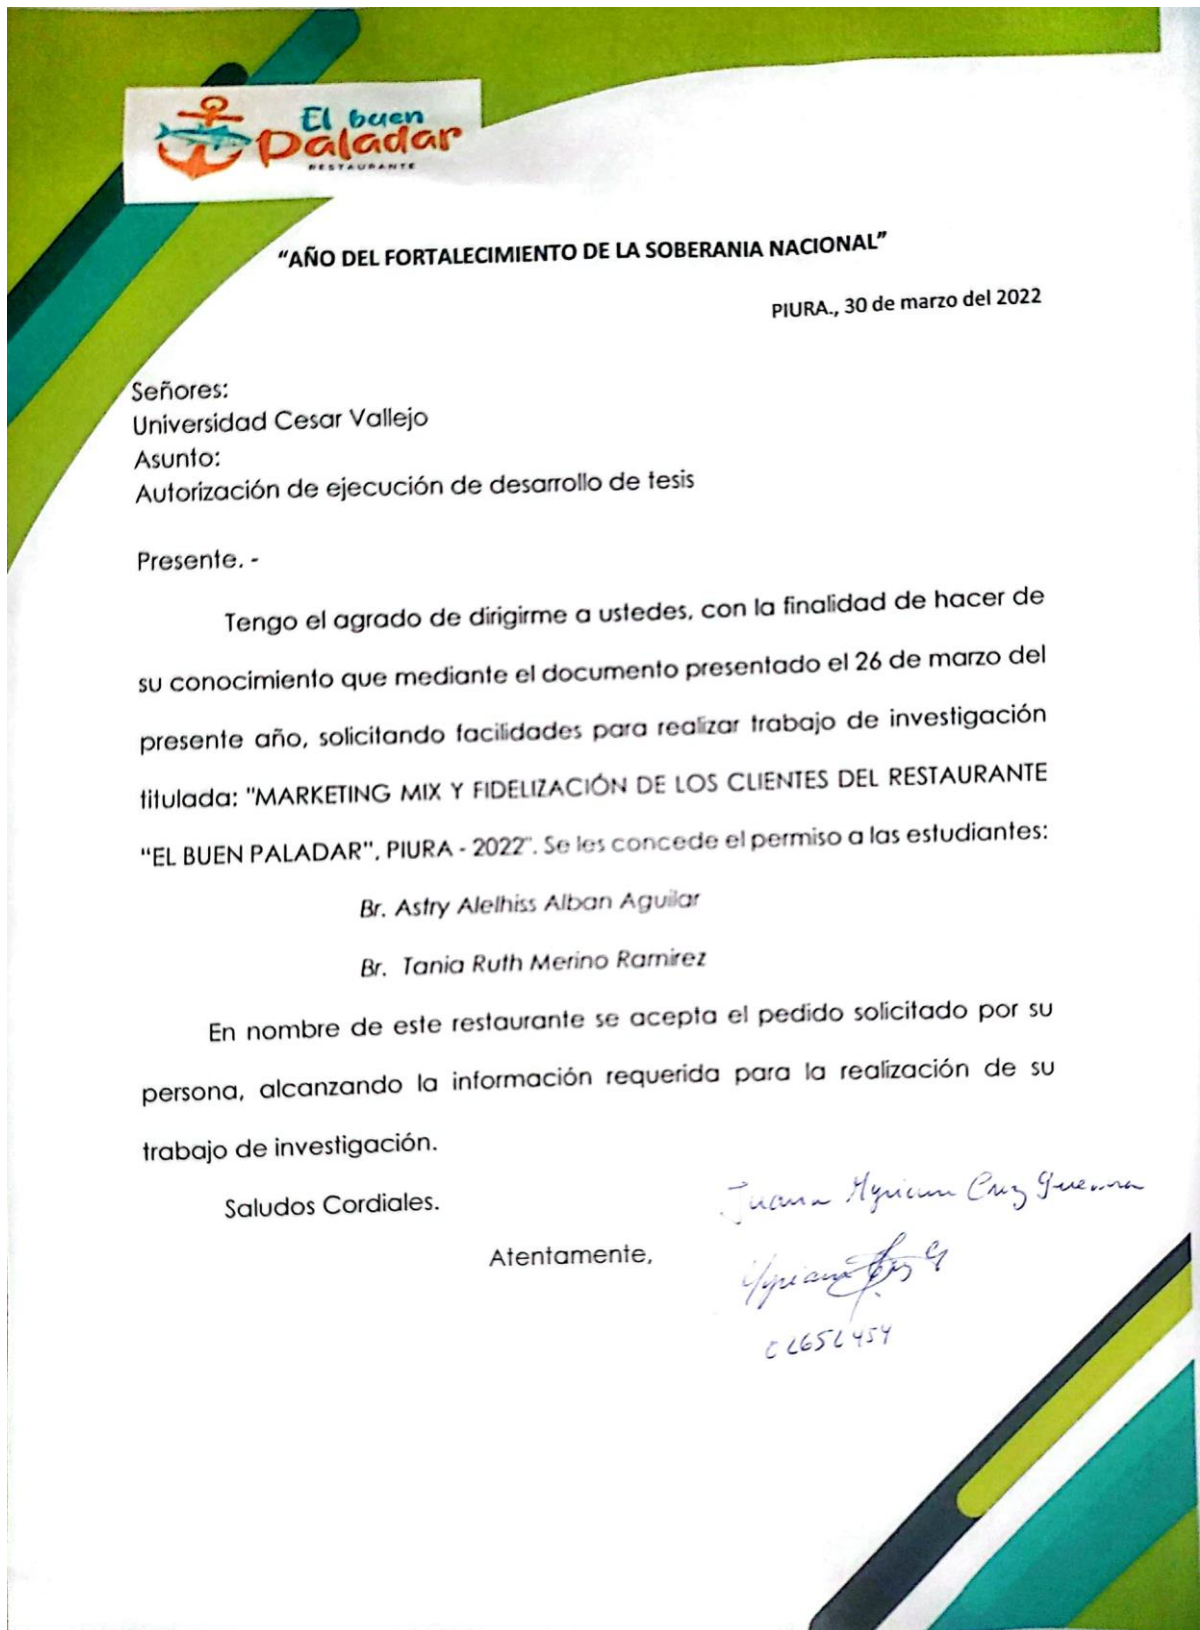 El buen
Paladar
RESTAURANTE
“AÑO DEL FORTALECIMIENTO DE LA SOBERANIA NACIONAL”
PIURA., 30 de marzo del 2022
Señores:
Universidad Cesar Vallejo
Asunto:
Autorización de ejecución de desarrollo de tesis
Presente. -
Tengo el agrado de dirigirme a ustedes, con la finalidad de hacer de
su conocimiento que mediante el documento presentado el 26 de marzo del
presente año, solicitando facilidades para realizar trabajo de investigación
titulada: "MARKETING MIX Y FIDELIZACIÓN DE LOS CLIENTES DEL RESTAURANTE
“EL BUEN PALADAR", PIURA - 2022". Se les concede el permiso a las estudiantes:
Br. Astry Alelhiss Alban Aguilar
Br. Tania Ruth Merino Ramirez
En nombre de este restaurante se acepta el pedido solicitado por su
persona, alcanzando la información requerida para la realización de su
trabajo de investigación.
Saludos Cordiales.
Juana Myriam Cruz Guerra
Atentamente,